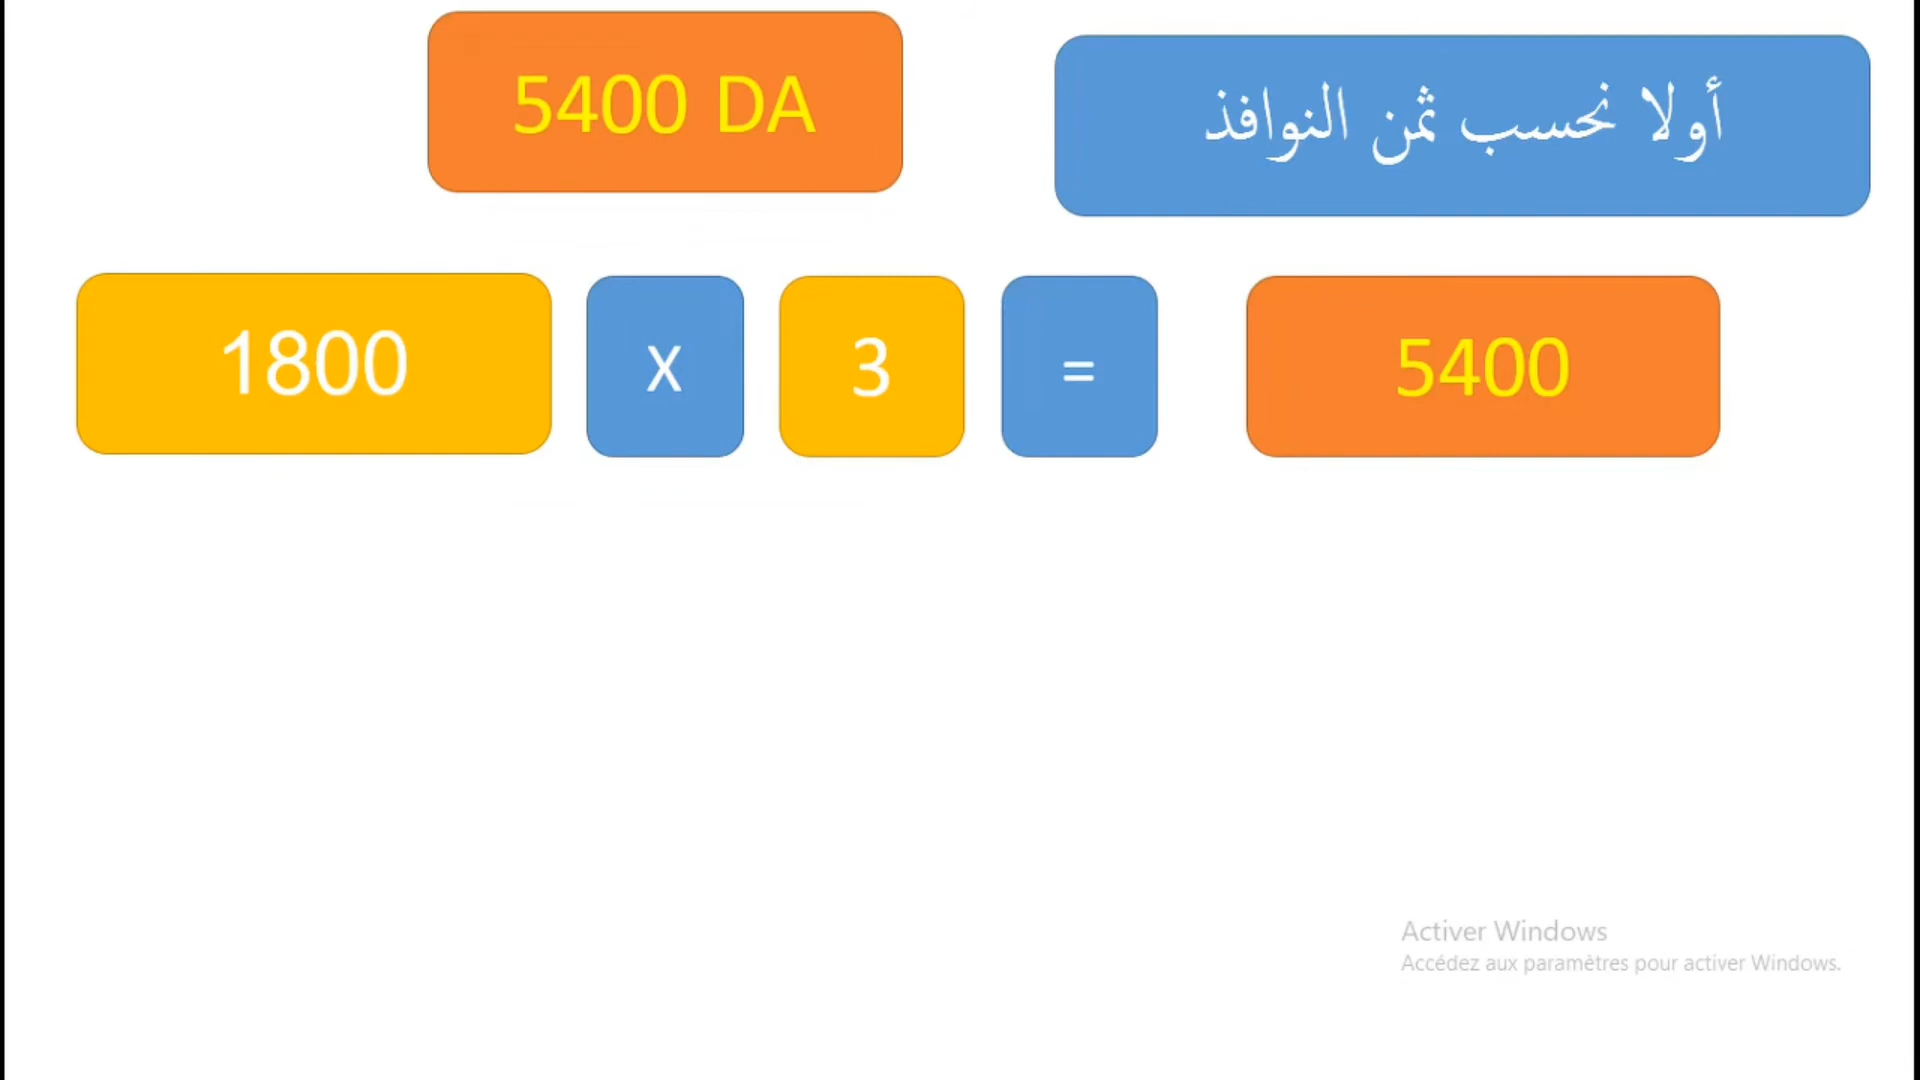 أولا نحسب ثمن النوافذ
5400 DA
1800 X 3 = 5400
Activer Windows
Accédez aux paramètres pour activer Windows.